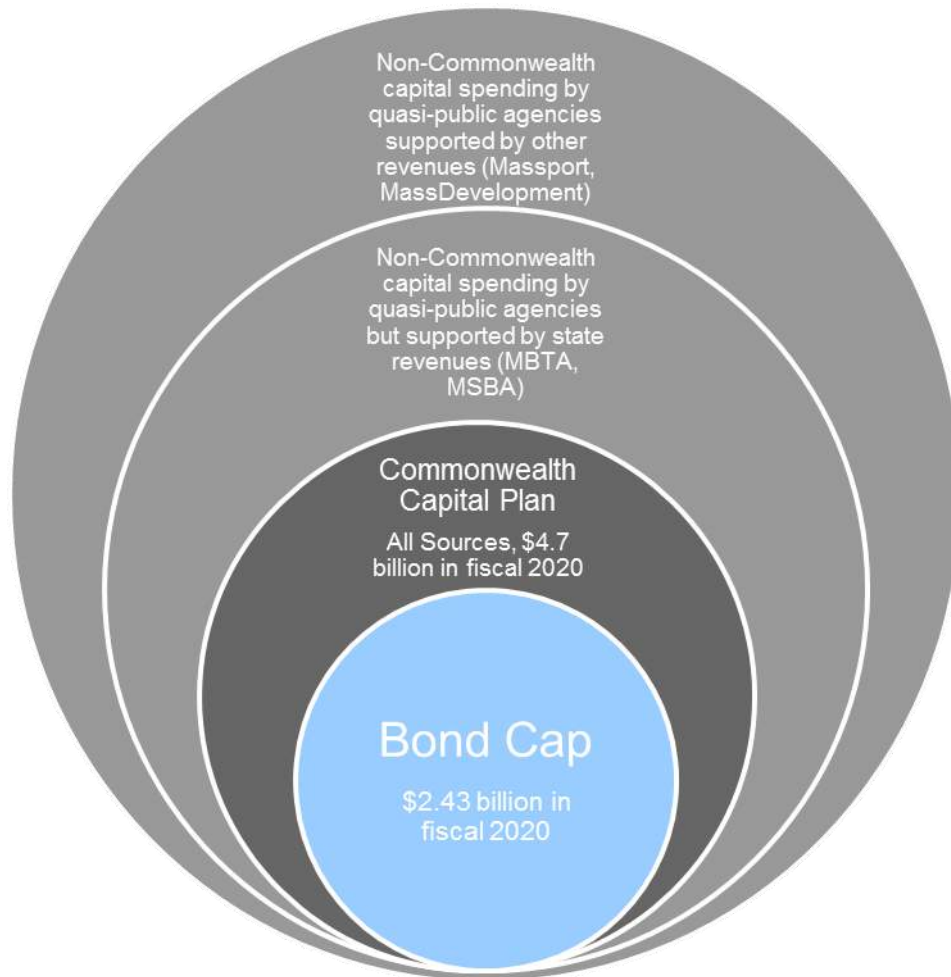 Non-Commonwealth
capital spending by
quasi-public agencies
supported by other
revenues (Massport,
MassDevelopment)
Non-Commonwealth
capital spending by
quasi-public agencies
but supported by state
revenues (MBTA,
MSBA)
Commonwealth
Capital Plan
All Sources, $4.7
billion in fiscal 2020
Bond Cap
$2.43 billion in
fiscal 2020